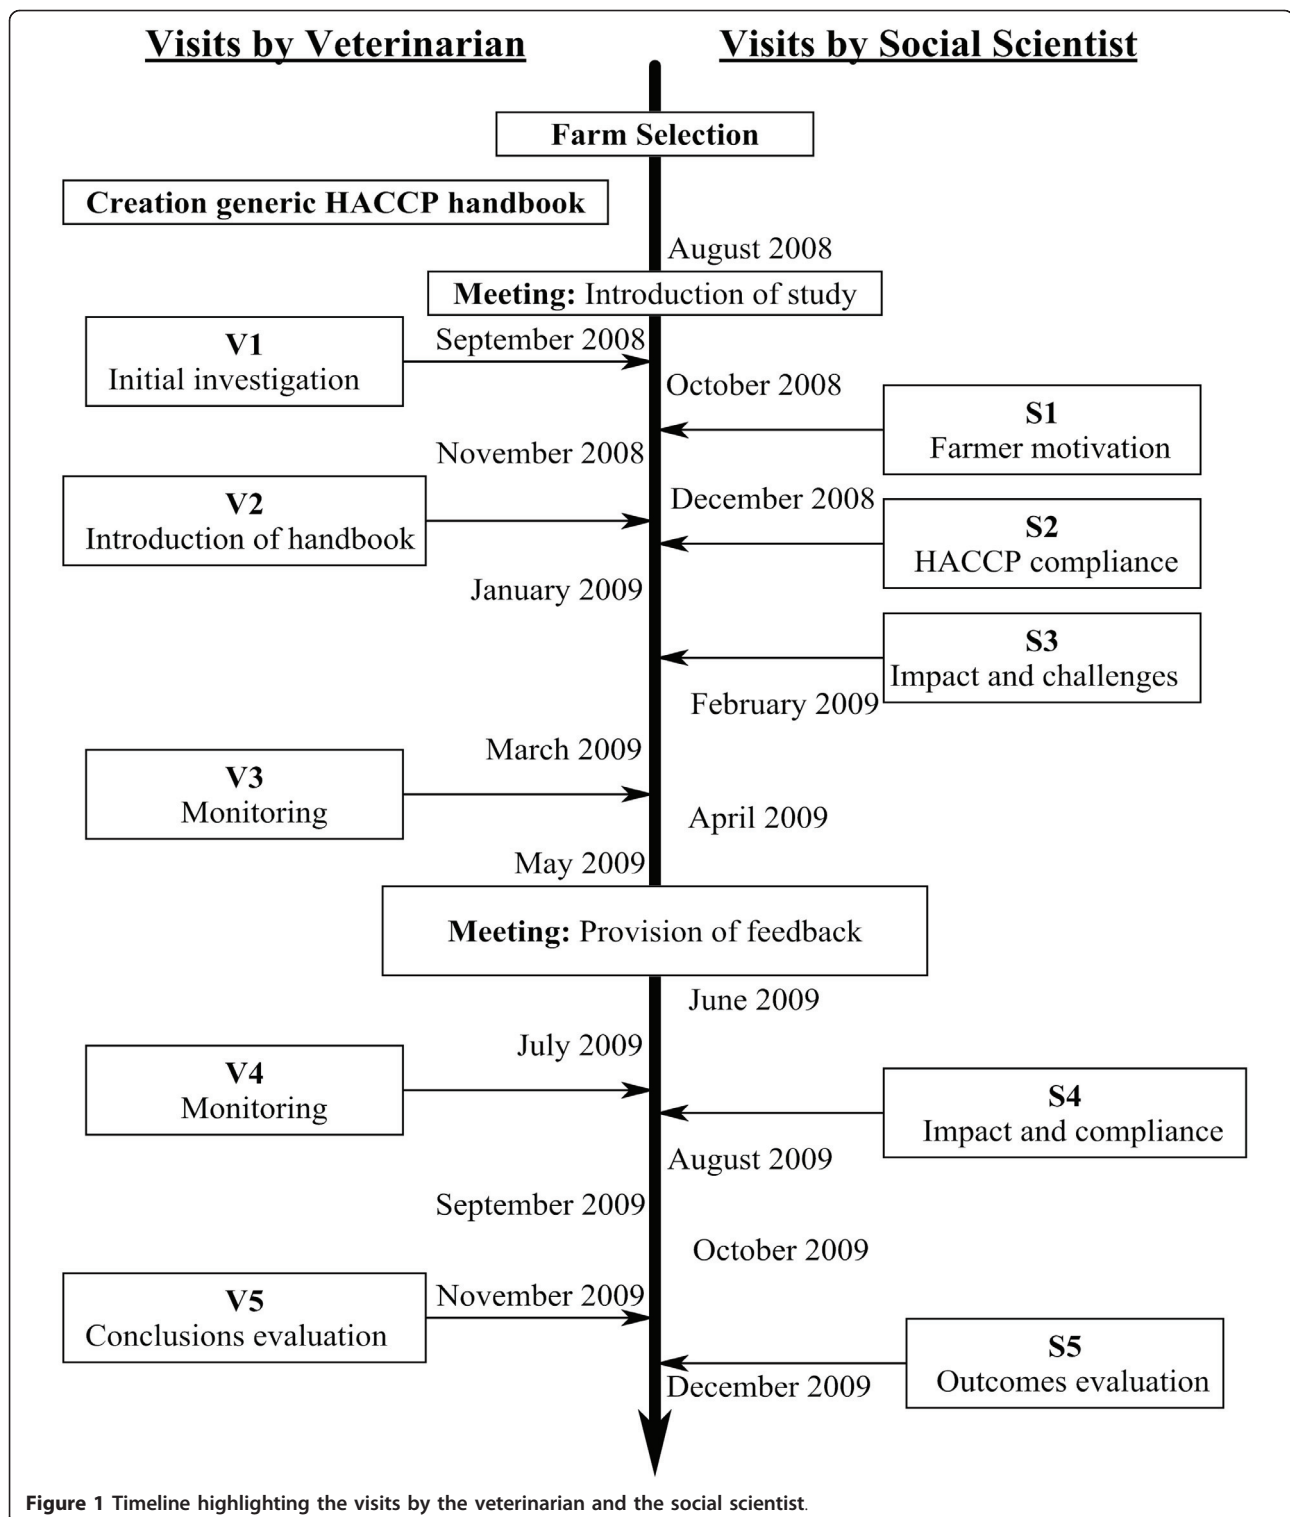 Visits by Veterinarian
Visits by Social Scientist
Farm Selection
Creation generic HACCP handbook
August 2008
Meeting: Introduction of study
September 2008
V1
Initial investigation
October 2008
S1
Farmer motivation
November 2008
V2
Introduction of handbook
December 2008
S2
HACCP compliance
January 2009
S3
Impact and challenges
February 2009
March 2009
V3
Monitoring
April 2009
May 2009
Meeting: Provision of feedback
June 2009
July 2009
V4
Monitoring
S4
Impact and compliance
August 2009
September 2009
October 2009
November 2009
V5
Conclusions evaluation
S5
Outcomes evaluation
December 2009
Figure 1 Timeline highlighting the visits by the veterinarian and the social scientist.